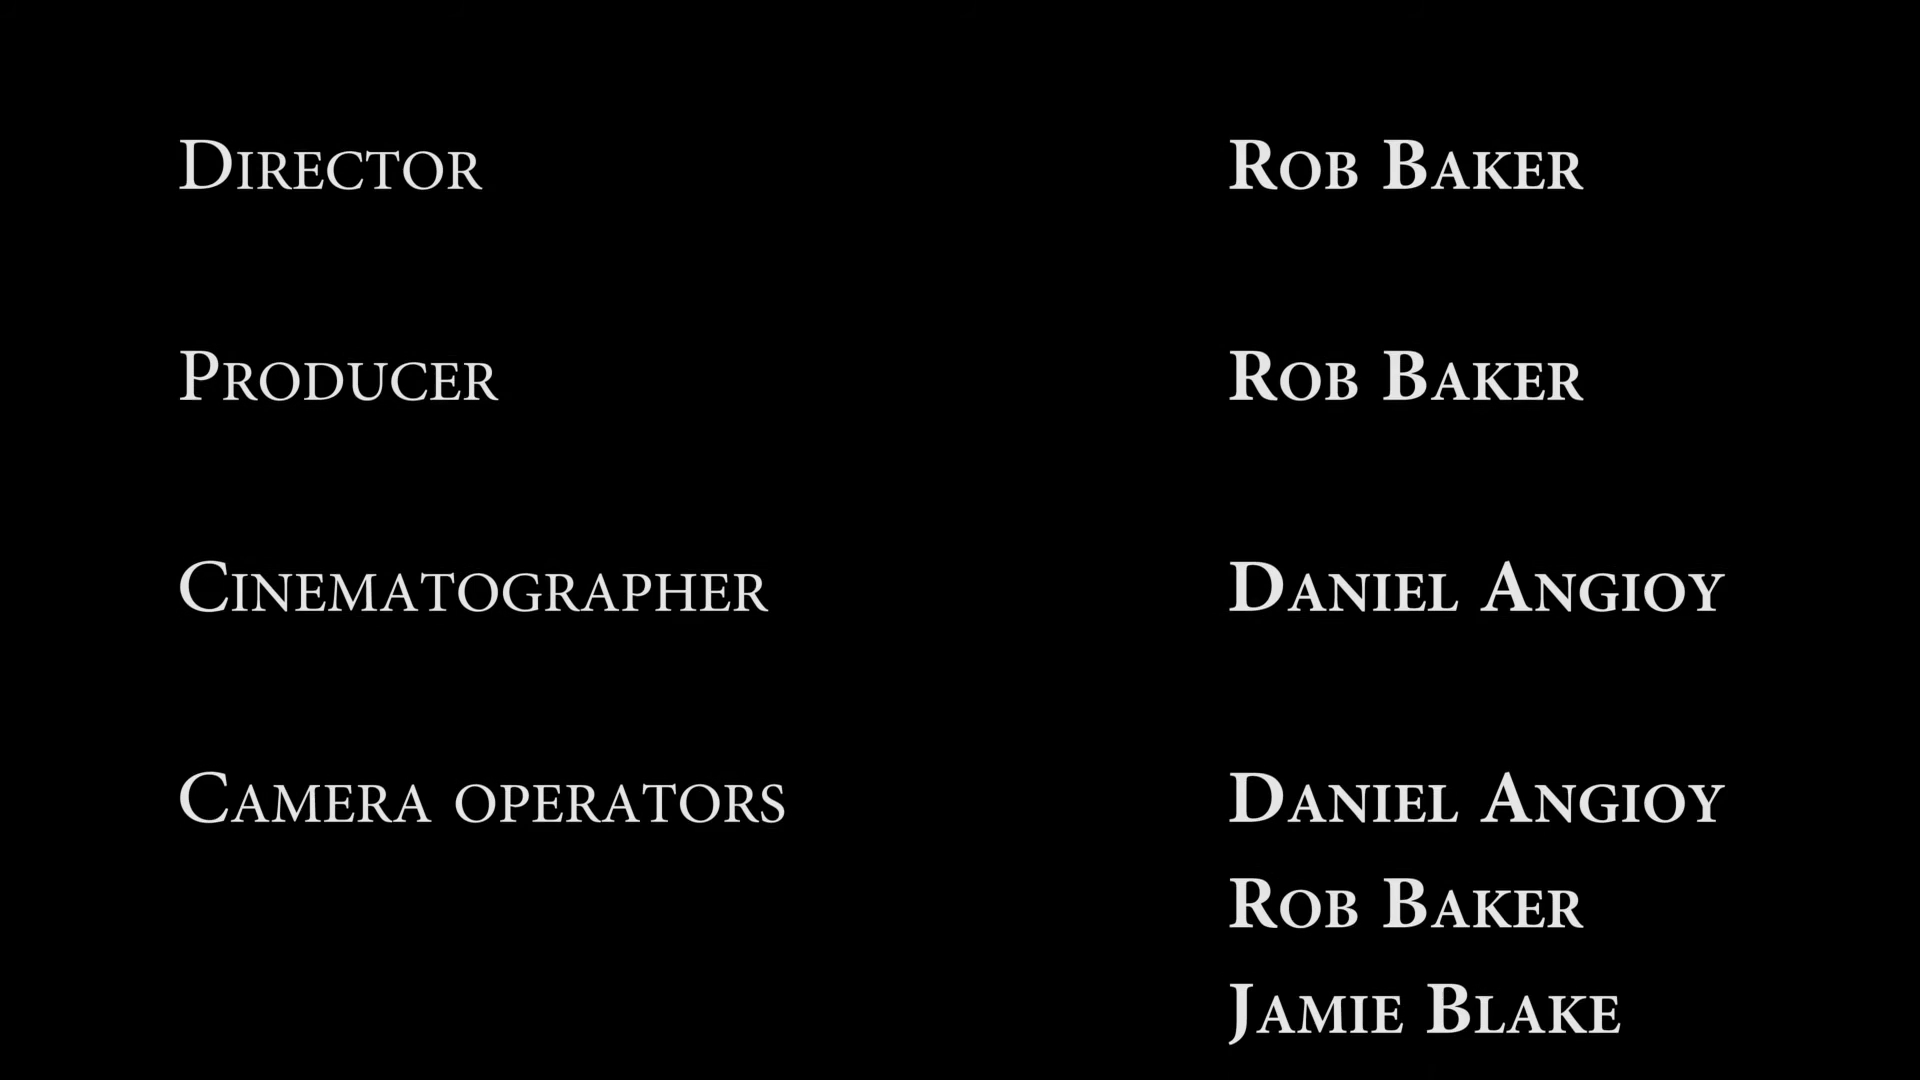 Director Rob Baker
Producer Rob Baker
Cinematographer Daniel Angioy
Camera operators Daniel Angioy
Rob Baker
Jamie Blake